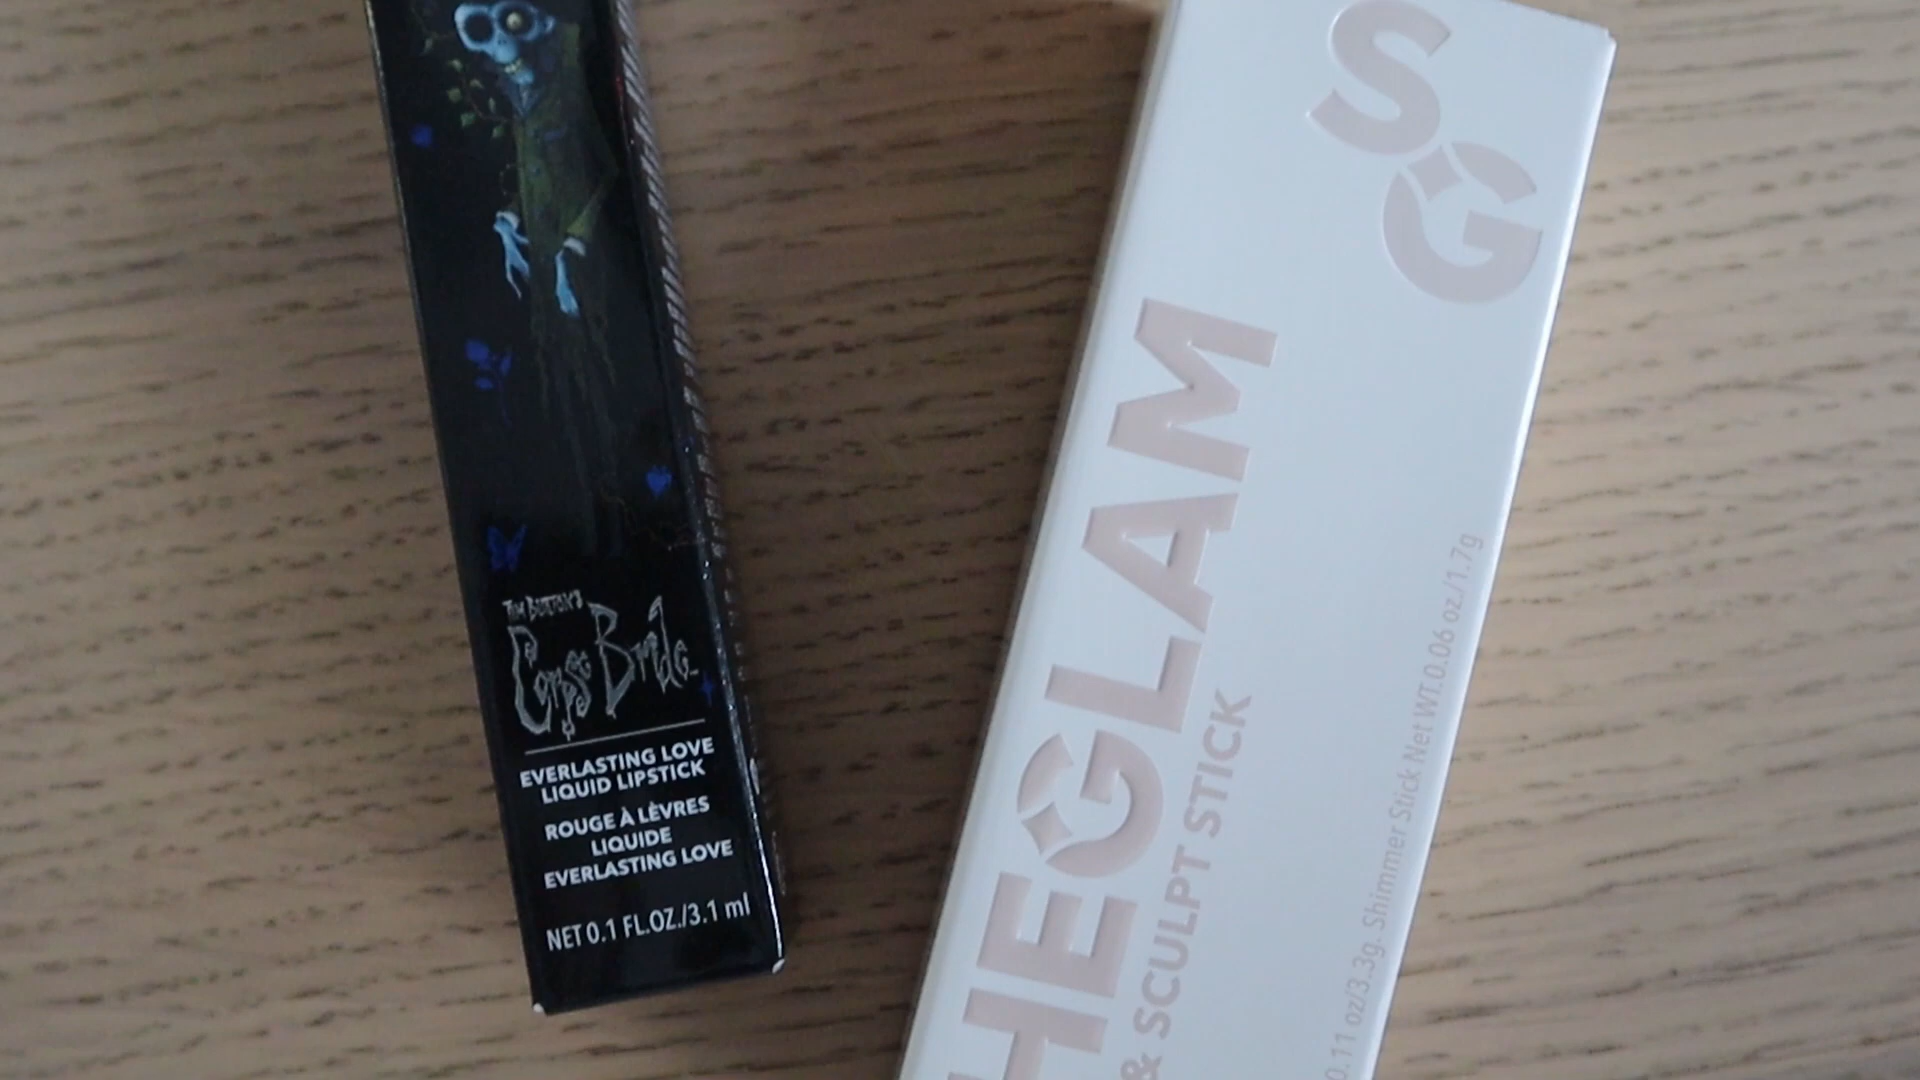 TIM BURTON'S
Corpse Bride
EVERLASTING LOVE
LIQUID LIPSTICK
ROUGE À LÈVRES
LIQUIDE
EVERLASTING LOVE
NET 0.1 FL.OZ./3.1 ml
SG
HEGLAM
& SCULPT STICK
0.11 oz/3.3g. Shimmer Stick Net WT.0.06 oz./1.7g